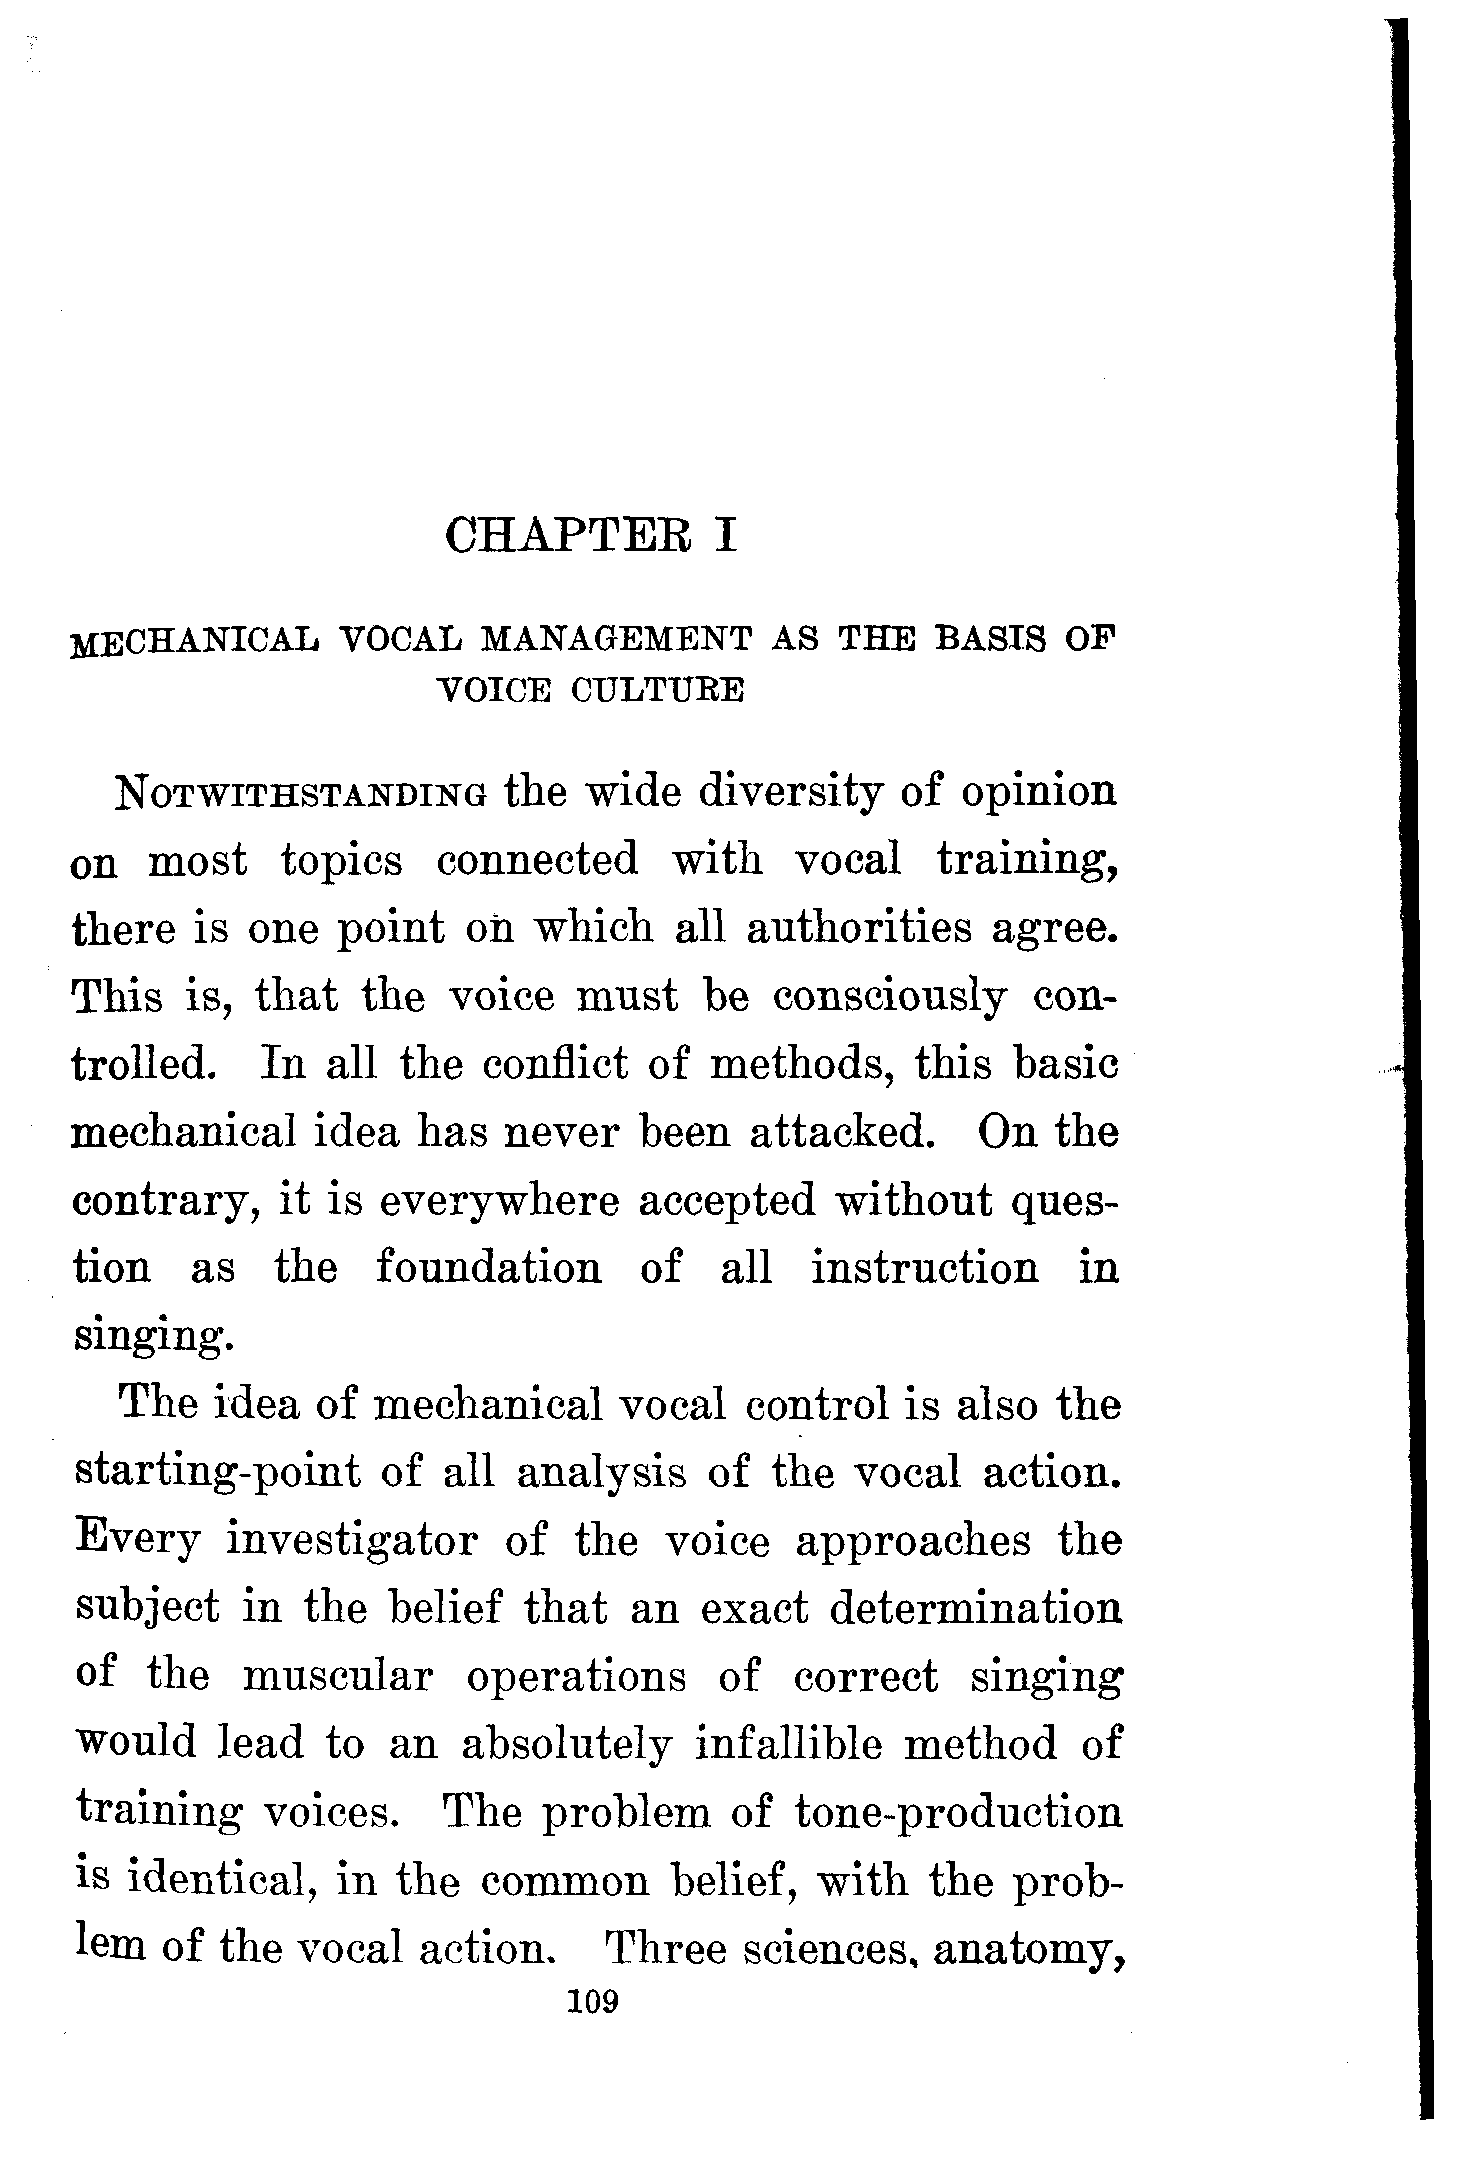 CHAPTER I
MECHANICAL VOCAL MANAGEMENT AS THE BASIS OF
VOICE CULTURE
NOTWITHSTANDING the wide diversity of opinion
on most topics connected with vocal training,
there is one point on which all authorities agree.
This is, that the voice must be consciously con-
trolled. In all the conflict of methods, this basic
mechanical idea has never been attacked. On the
contrary, it is everywhere accepted without ques-
tion as the foundation of all instruction in
singing.
The idea of mechanical vocal control is also the
starting-point of all analysis of the vocal action.
Every investigator of the voice approaches the
subject in the belief that an exact determination
of the muscular operations of correct singing
would lead to an absolutely infallible method of
training voices. The problem of tone-production
is identical, in the common belief, with the prob-
lem of the vocal action. Three sciences, anatomy,
109